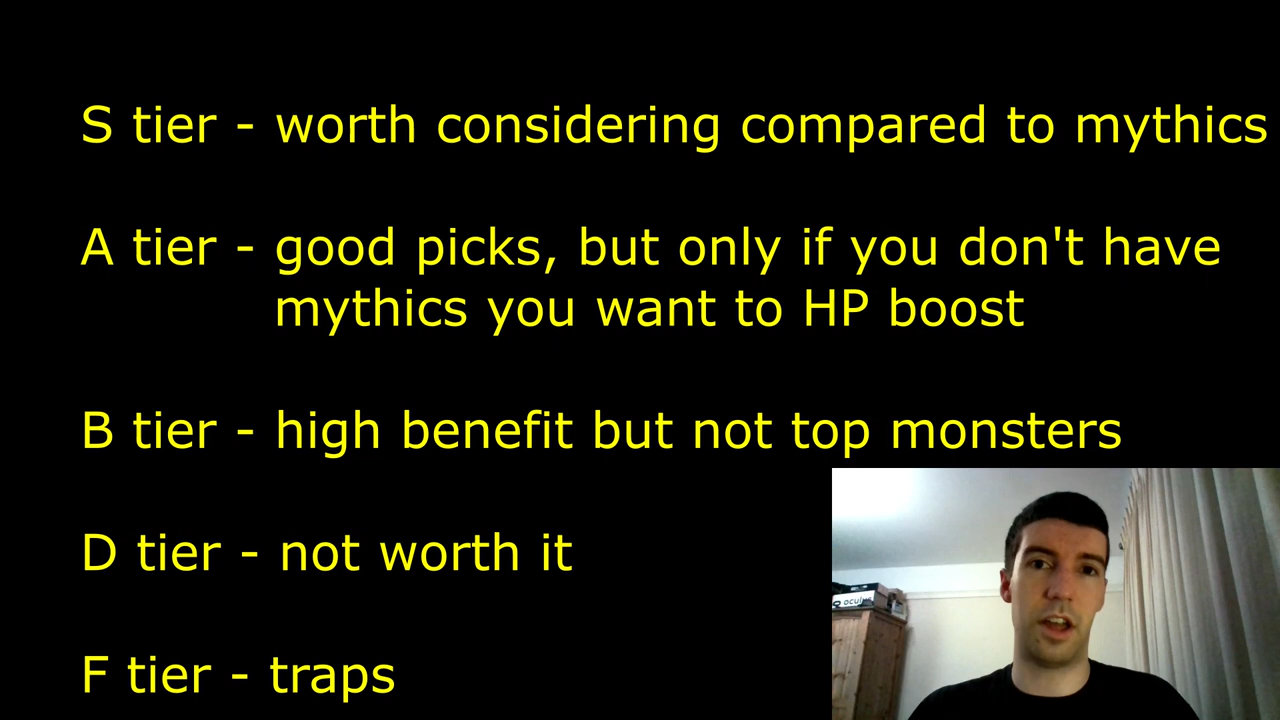 S tier - worth considering compared to mythics
A tier - good picks, but only if you don't have
mythics you want to HP boost
B tier - high benefit but not top monsters
D tier - not worth it
F tier - traps
oculus